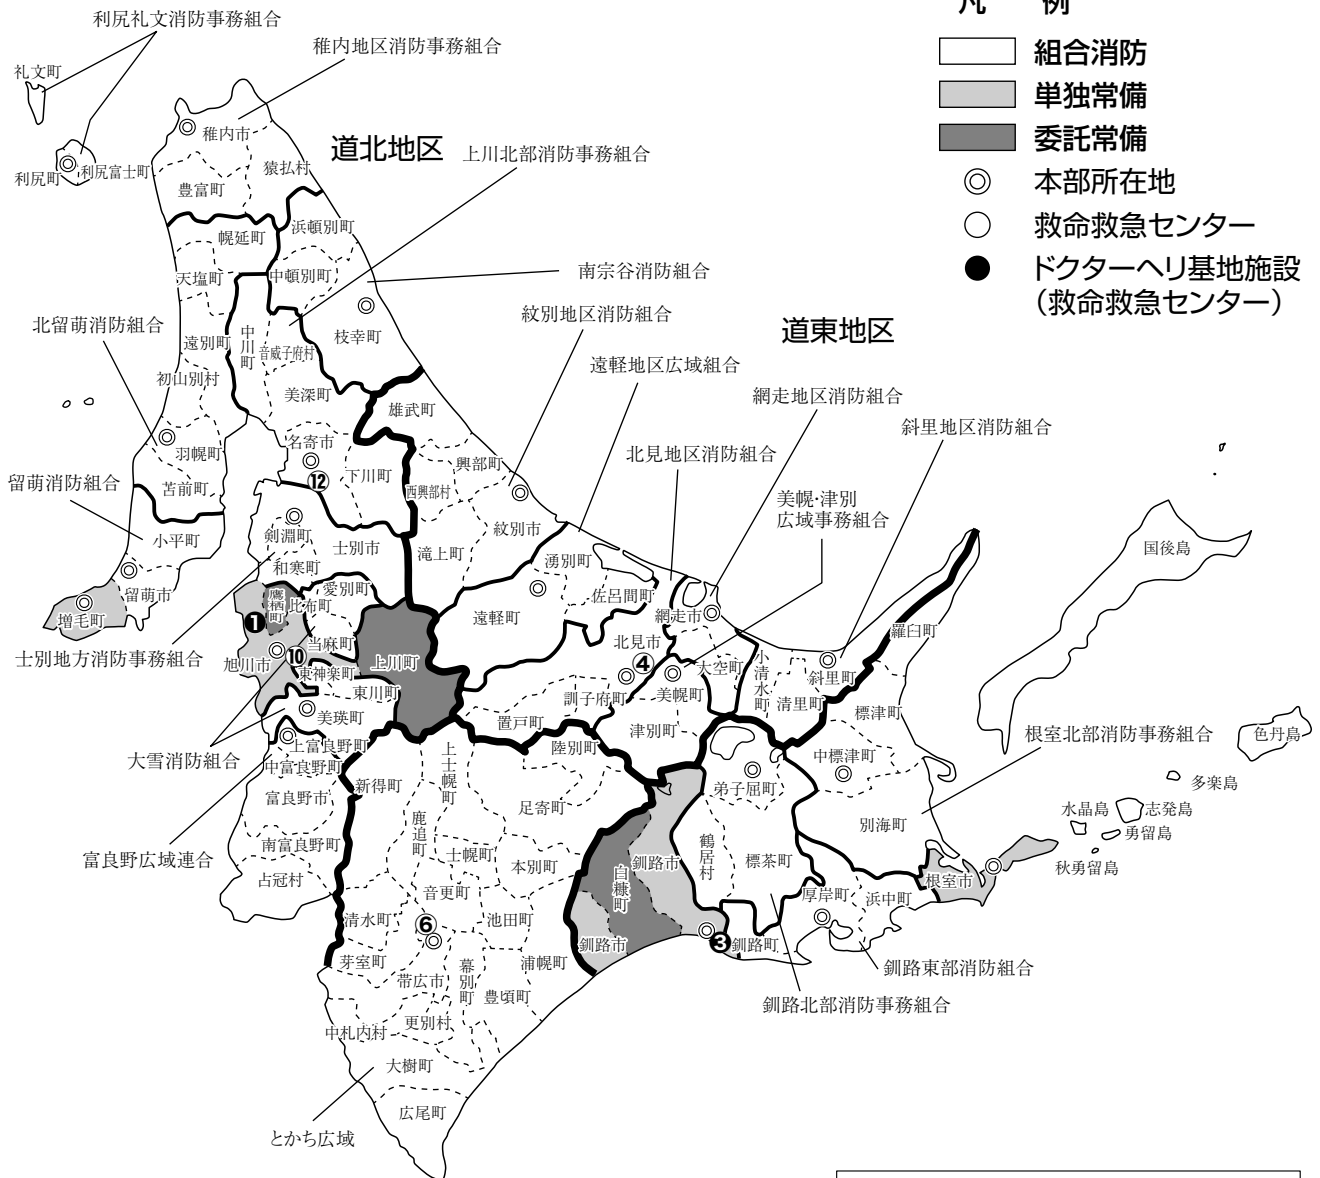 凡 例
組合消防
単独常備
委託常備
本部所在地
救命救急センター
ドクターヘリ基地施設
（救命救急センター）
利尻礼文消防事務組合
稚内地区消防事務組合
礼文町
利尻町
利尻富士町
稚内市
猿払村
豊富町
道北地区
上川北部消防事務組合
浜頓別町
幌延町
天塩町
中頓別町
南宗谷消防組合
枝幸町
紋別地区消防組合
道東地区
北留萌消防組合
遠別町
中川町
音威子府村
遠軽地区広域組合
初山別村
美深町
雄武町
網走地区消防組合
斜里地区消防組合
羽幌町
名寄市
⑫
下川町
興部町
西興部村
北見地区消防組合
留萌消防組合
苫前町
美幌・津別
広域事務組合
小平町
剣淵町
士別市
紋別市
滝上町
湧別町
国後島
和寒町
留萌市
増毛町
鷹栖町
比布町
愛別町
佐呂間町
遠軽町
網走市
羅臼町
❶
士別地方消防事務組合
旭川市
⑩
当麻町
上川町
北見市
④
大空町
小清水町
斜里町
東神楽町
東川町
訓子府町
美幌町
清里町
標津町
美瑛町
置戸町
津別町
大雪消防組合
上富良野町
中富良野町
陸別町
中標津町
根室北部消防事務組合
色丹島
新得町
上士幌町
弟子屈町
多楽島
富良野市
足寄町
鹿追町
別海町
水晶島
志発島
勇留島
秋勇留島
南富良野町
富良野広域連合
士幌町
本別町
釧路市
鶴居村
標茶町
占冠村
白糠町
根室市
音更町
厚岸町
浜中町
清水町
⑥
池田町
釧路市
❸
釧路町
芽室町
帯広市
幕別町
浦幌町
釧路東部消防組合
豊頃町
釧路北部消防事務組合
中札内村
更別村
大樹町
広尾町
とかち広域